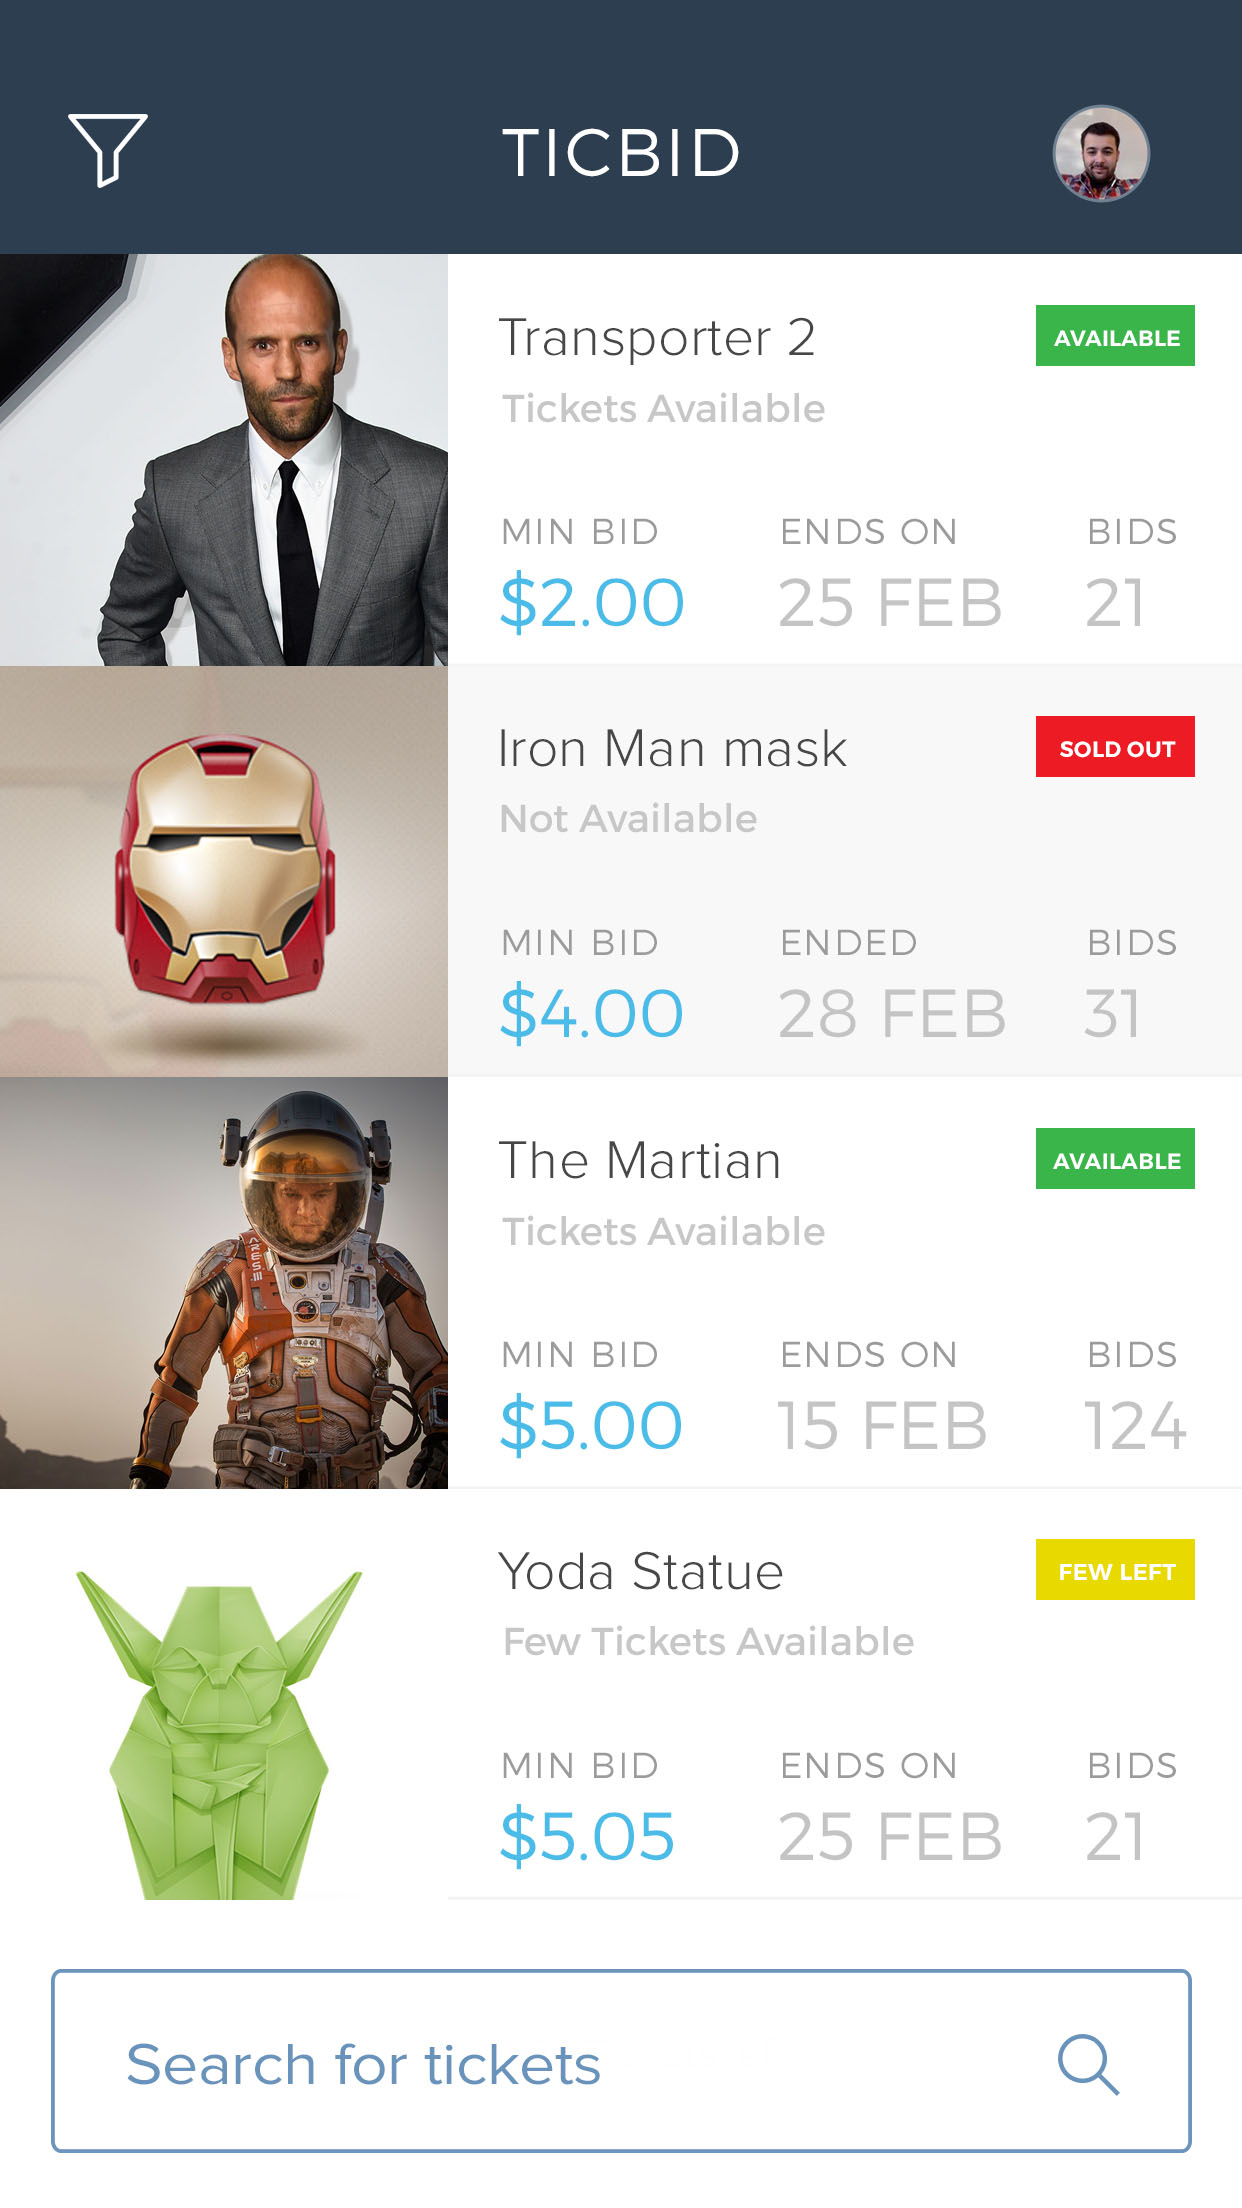 TICBID
Transporter 2
AVAILABLE
Tickets Available
MIN BID ENDS ON BIDS
$2.00 25 FEB 21
Iron Man mask
SOLD OUT
Not Available
MIN BID ENDED BIDS
$4.00 28 FEB 31
The Martian
AVAILABLE
Tickets Available
ARES
MIN BID ENDS ON BIDS
$5.00 15 FEB 124
Yoda Statue
FEW LEFT
Few Tickets Available
MIN BID ENDS ON BIDS
$5.05 25 FEB 21
Search for tickets